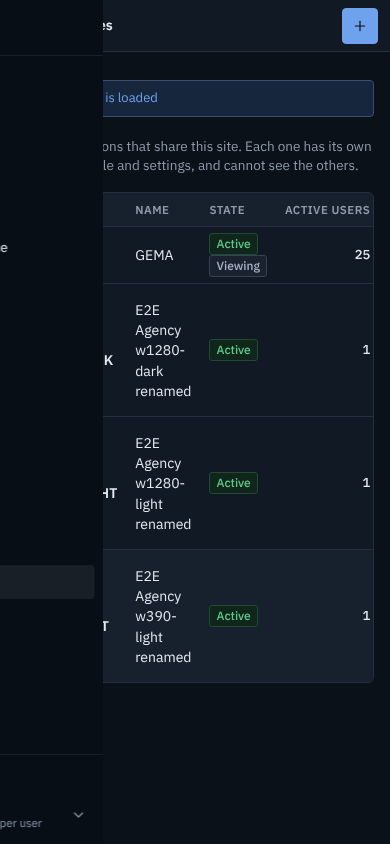 es
is loaded
ons that share this site. Each one has its own
le and settings, and cannot see the others.
NAME STATE ACTIVE USERS
GEMA Active Viewing 25
E2E
Agency
w1280-
dark
renamed
K
Active 1
E2E
Agency
w1280-
light
renamed
HT
Active 1
E2E
Agency
w390-
light
renamed
T
Active 1
e
per user